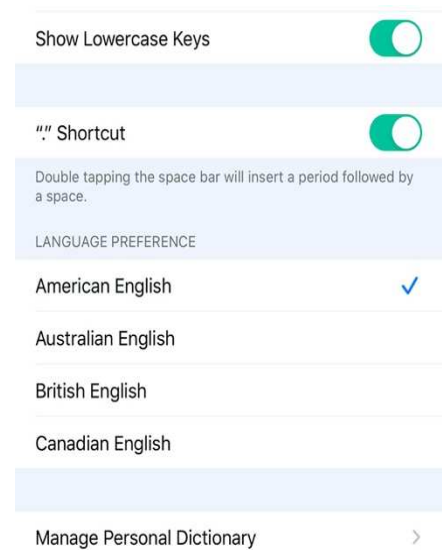 Show Lowercase Keys
“.” Shortcut
Double tapping the space bar will insert a period followed by
a space.
LANGUAGE PREFERENCE
American English
Australian English
British English
Canadian English
Manage Personal Dictionary